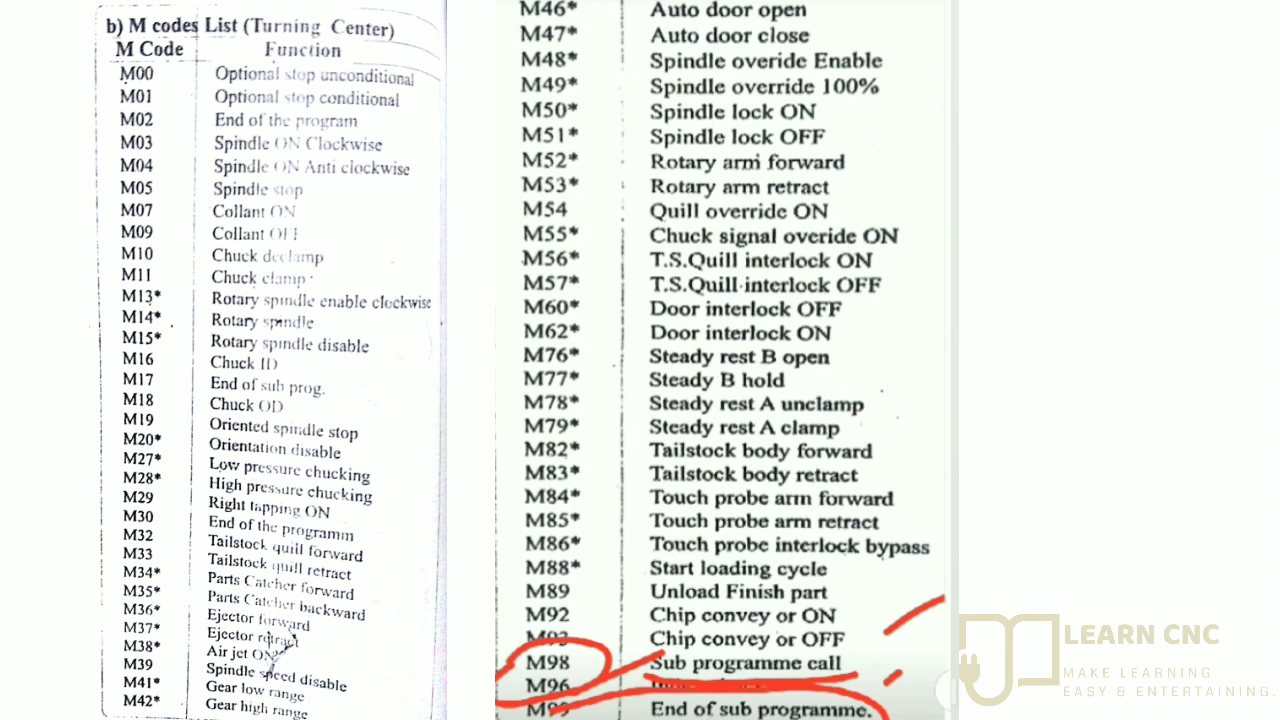 b) M codes List (Turning Center)
M Code Function
M00 Optional stop unconditional
M01 Optional stop conditional
M02 End of the program
M03 Spindle ON Clockwise
M04 Spindle ON Anti clockwise
M05 Spindle stop
M07 Collant ON
M09 Collant OFF
M10 Chuck declamp
M11 Chuck clamp
M13* Rotary spindle enable clockwise
M14* Rotary spindle
M15* Rotary spindle disable
M16 Chuck ID
M17 End of sub prog.
M18 Chuck OD
M19 Oriented spindle stop
M20* Orientation disable
M27* Low pressure chucking
M28* High pressure chucking
M29 Right tapping ON
M30 End of the programm
M32 Tailstock quill forward
M33 Tailstock quill retract
M34* Parts Catcher forward
M35* Parts Catcher backward
M36* Ejector forward
M37* Ejector retract
M38* Air jet ON
M39 Spindle speed disable
M41* Gear low range
M42* Gear high range
M46* Auto door open
M47* Auto door close
M48* Spindle overide Enable
M49* Spindle override 100%
M50* Spindle lock ON
M51* Spindle lock OFF
M52* Rotary arm forward
M53* Rotary arm retract
M54 Quill override ON
M55* Chuck signal overide ON
M56* T.S.Quill interlock ON
M57* T.S.Quill interlock OFF
M60* Door interlock OFF
M62* Door interlock ON
M76* Steady rest B open
M77* Steady B hold
M78* Steady rest A unclamp
M79* Steady rest A clamp
M82* Tailstock body forward
M83* Tailstock body retract
M84* Touch probe arm forward
M85* Touch probe arm retract
M86* Touch probe interlock bypass
M88* Start loading cycle
M89 Unload Finish part
M92 Chip convey or ON
M93 Chip convey or OFF
M98 Sub programme call
M96
M99 End of sub programme.
LEARN CNC
MAKE LEARNING
EASY & ENTERTAINING.